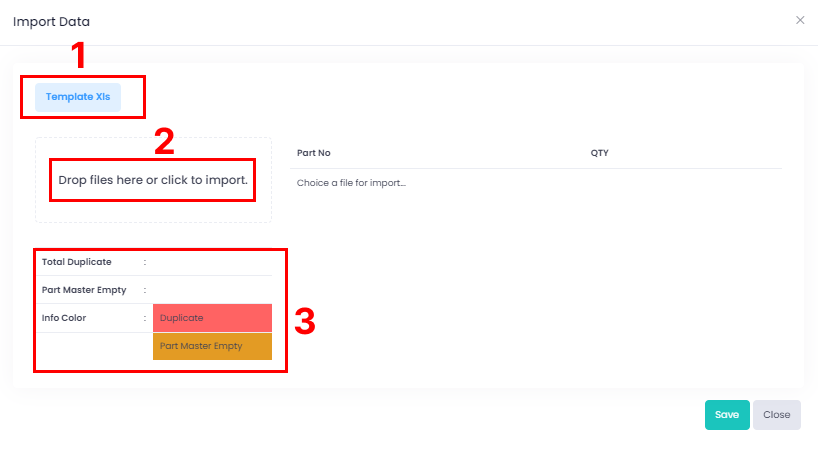 Import Data
×
1
Template Xls
2
Drop files here or click to import.
Part No QTY
Choice a file for import...
Total Duplicate :
Part Master Empty :
Info Color : Duplicate
Part Master Empty
3
Save Close